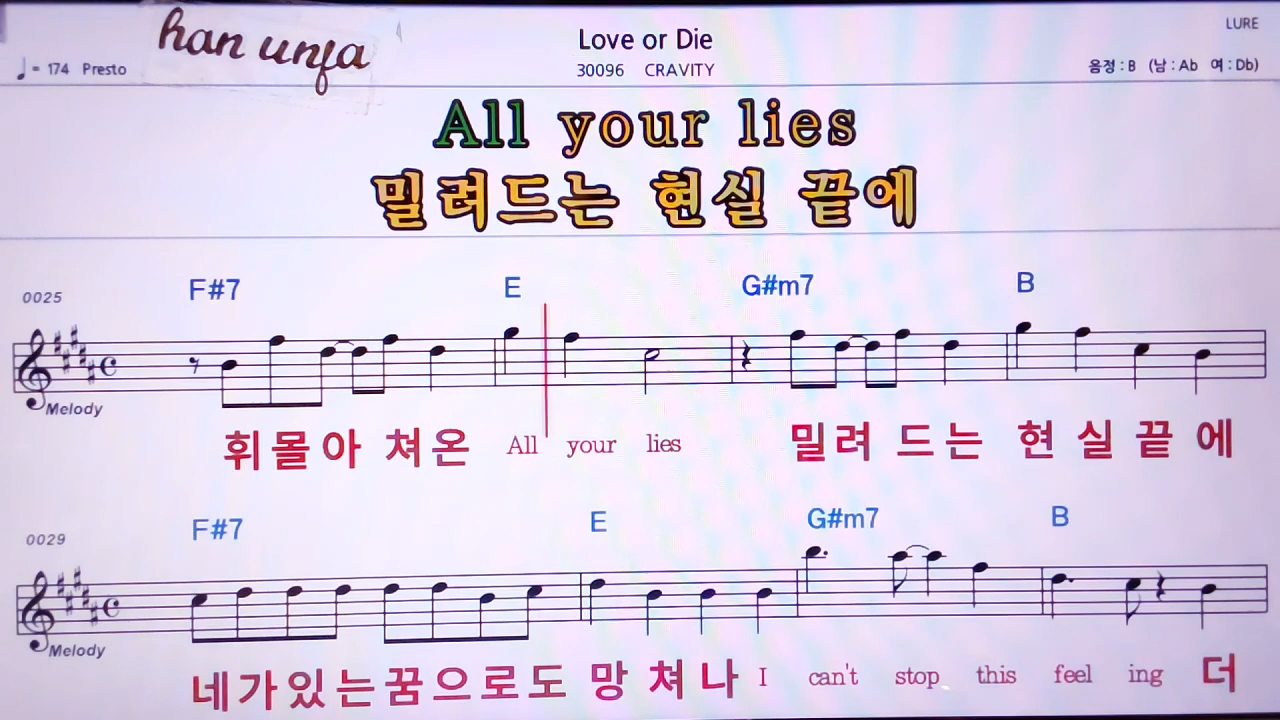 han unfa
LURE
Love or Die
♩= 174 Presto
30096 CRAVITY
음정 : B (남 : Ab 여 : Db)
All your lies
밀려드는 현실 끝에
0025 F#7 E G#m7 B
Melody
휘 몰 아 쳐 온 All your lies 밀 려 드 는 현 실 끝 에
0029 F#7 E G#m7 B
Melody
네 가 있 는 꿈 으 로 도 망 쳐 나 I can't stop this feel ing 더